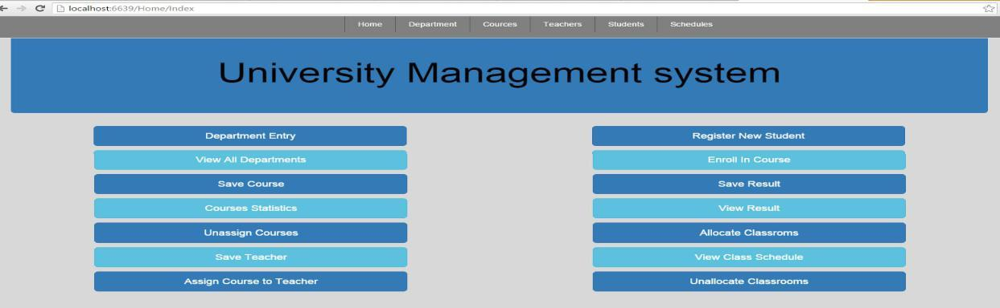 localhost:6639/Home/Index
Home Department Cources Teachers Students Schedules
University Management system
Department Entry
View All Departments
Save Course
Courses Statistics
Unassign Courses
Save Teacher
Assign Course to Teacher
Register New Student
Enroll In Course
Save Result
View Result
Allocate Classroms
View Class Schedule
Unallocate Classrooms